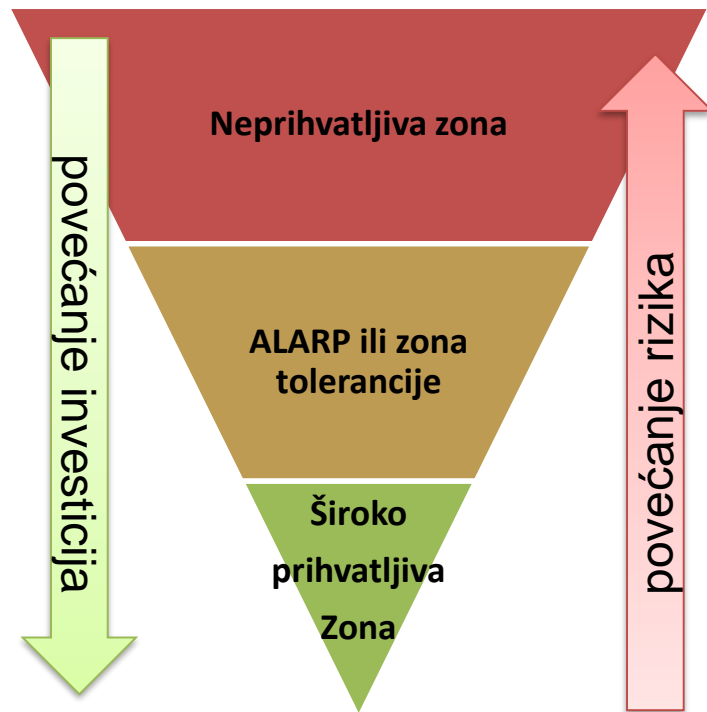 Neprihvatljiva zona
povećanje investicija
povećanje rizika
ALARP ili zona
tolerancije
Široko
prihvatljiva
Zona